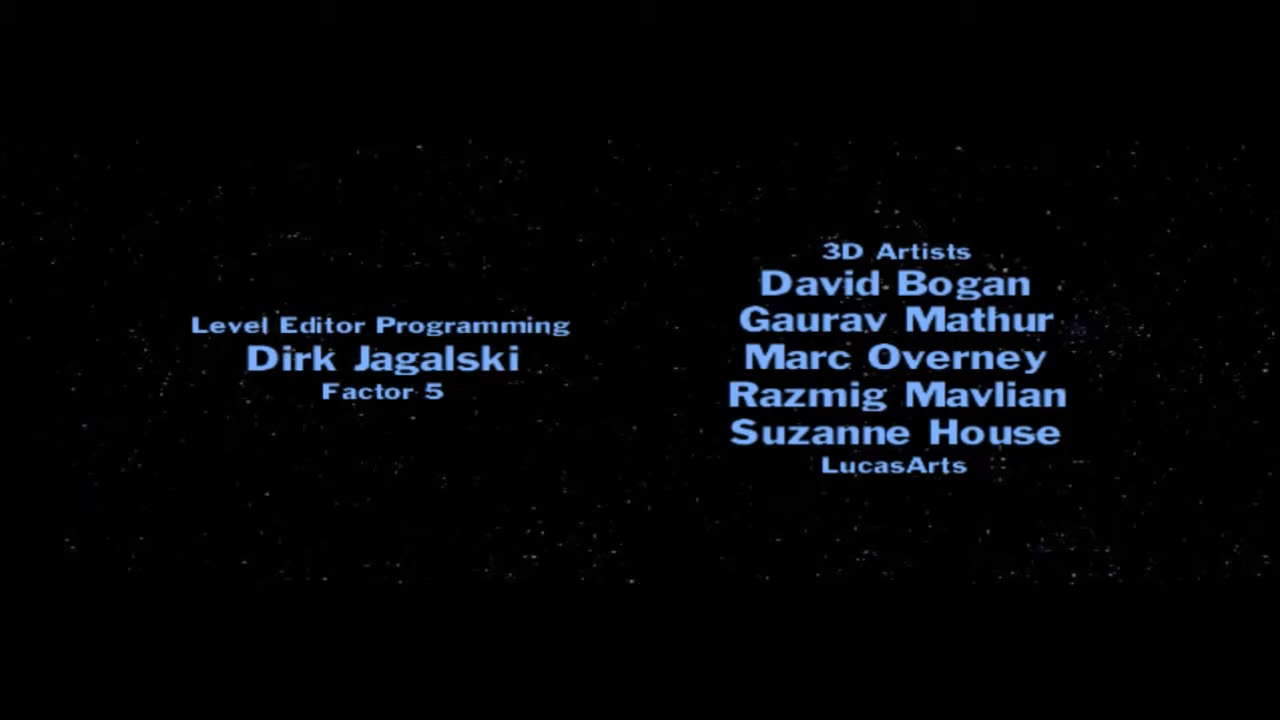 Level Editor Programming
Dirk Jagalski
Factor 5
3D Artists
David Bogan
Gaurav Mathur
Marc Overney
Razmig Mavlian
Suzanne House
LucasArts